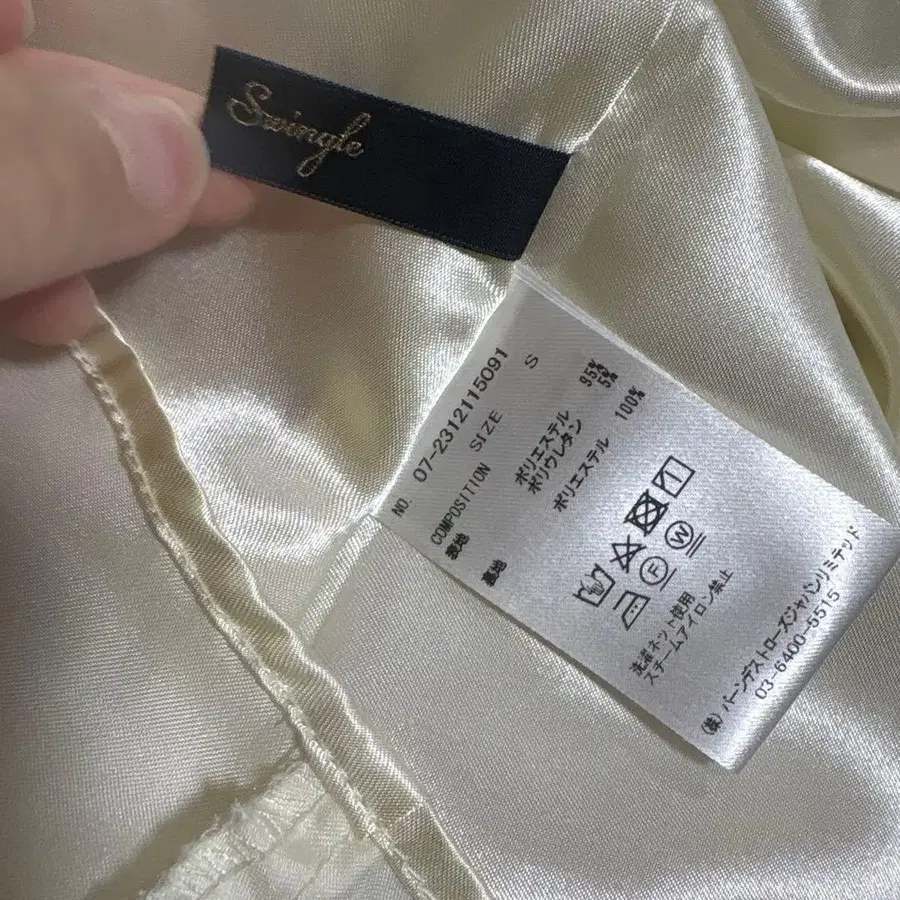 Swingle
NO. 07-2312115091
SIZE S
COMPOSITION
表地 ポリエステル 95%
ポリウレタン 5%
裏地 ポリエステル 100%
F W
洗濯ネット使用
スチームアイロン禁止
(株) バーンデストローズジャパンリミテッド
03-6400-5515